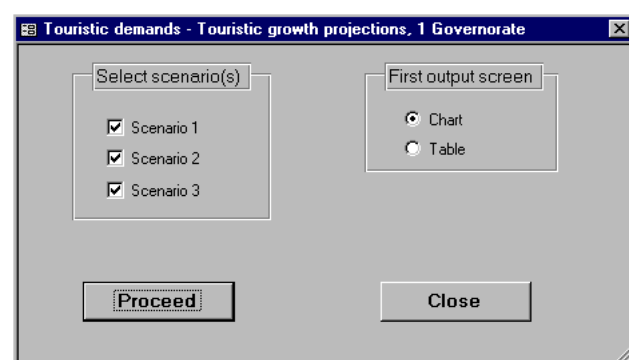 Touristic demands - Touristic growth projections, 1 Governorate
Select scenario(s)
Scenario 1
Scenario 2
Scenario 3
First output screen
Chart
Table
Proceed
Close